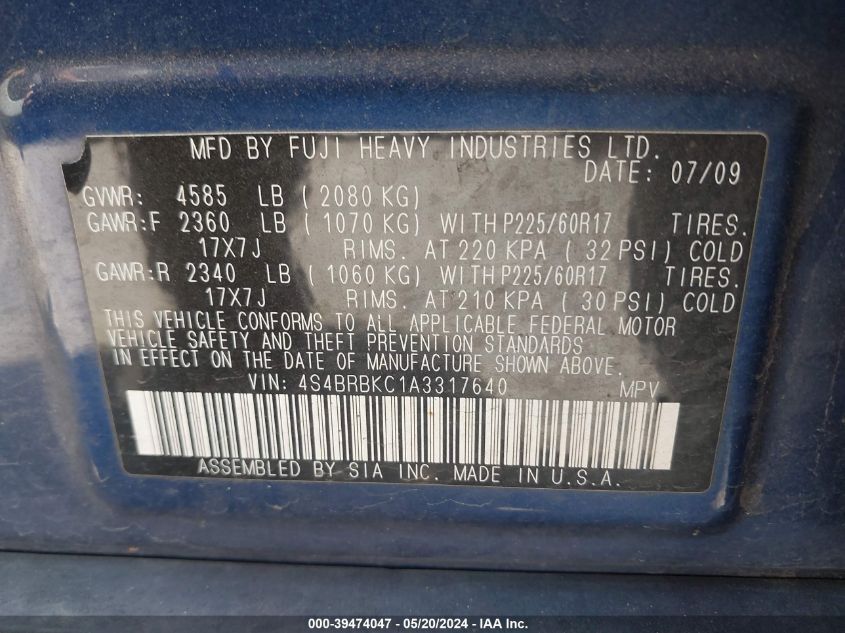 MFD BY FUJI HEAVY INDUSTRIES LTD.
DATE: 07/09
GVWR: 4585 LB ( 2080 KG)
GAWR:F 2360 LB ( 1070 KG) WITH P225/60R17 TIRES.
17X7J RIMS. AT 220 KPA ( 32 PSI) COLD
GAWR:R 2340 LB ( 1060 KG) WITH P225/60R17 TIRES.
17X7J RIMS. AT 210 KPA ( 30 PSI) COLD
THIS VEHICLE CONFORMS TO ALL APPLICABLE FEDERAL MOTOR
VEHICLE SAFETY AND THEFT PREVENTION STANDARDS
IN EFFECT ON THE DATE OF MANUFACTURE SHOWN ABOVE.
VIN: 4S4BRBKC1A3317640 MPV
ASSEMBLED BY SIA INC. MADE IN U.S.A.
000-39474047 - 05/20/2024 - IAA Inc.